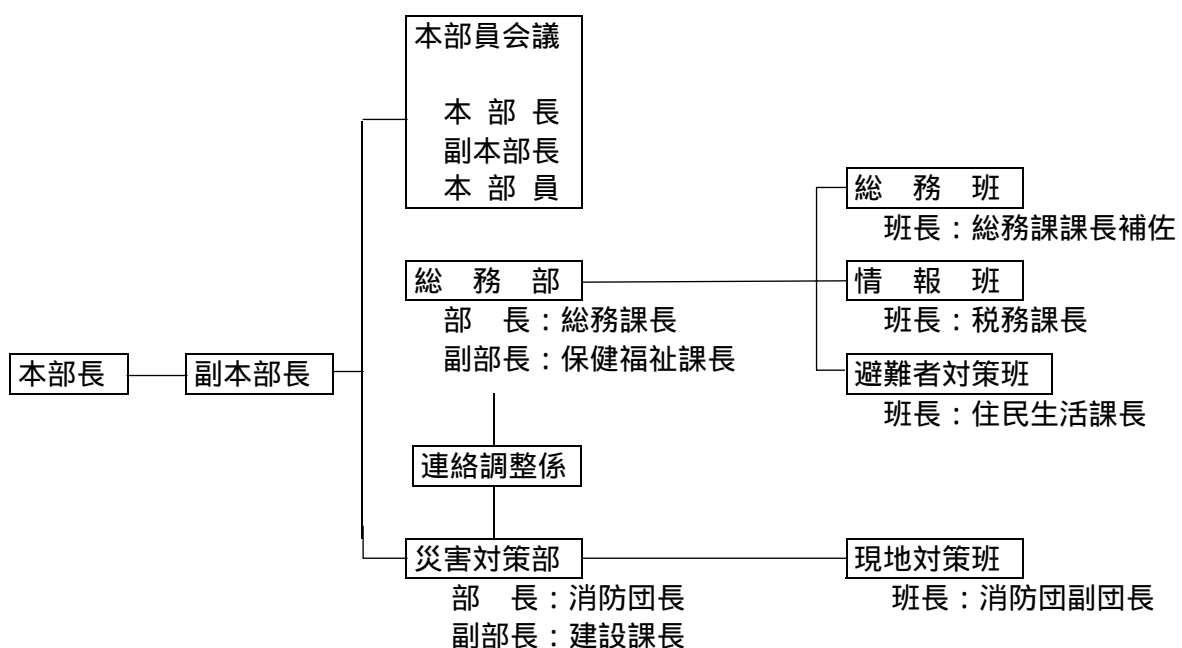 本部員会議
本 部 長
副本部長
本 部 員
総　務　班
班長：総務課課長補佐
総　務　部
情　報　班
部　長：総務課長
班長：税務課長
副部長：保健福祉課長
本部長
副本部長
避難者対策班
班長：住民生活課長
連絡調整係
災害対策部
現地対策班
部　長：消防団長
班長：消防団副団長
副部長：建設課長